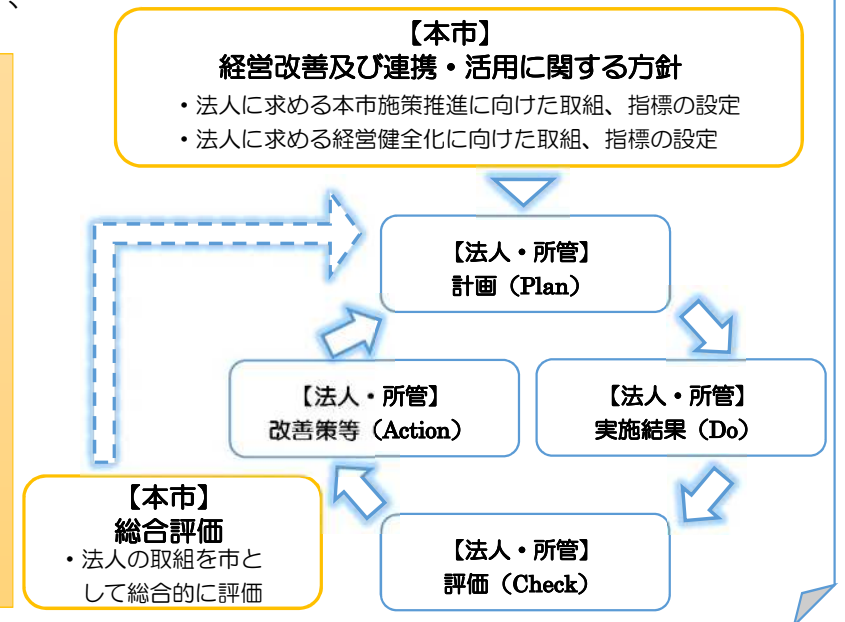 、
【本市】
経営改善及び連携・活用に関する方針
・法人に求める本市施策推進に向けた取組、指標の設定
・法人に求める経営健全化に向けた取組、指標の設定
【法人・所管】
計画（Plan）
【法人・所管】
改善策等（Action）
【法人・所管】
実施結果（Do）
【本市】
総合評価
・法人の取組を市と
して総合的に評価
【法人・所管】
評価（Check）